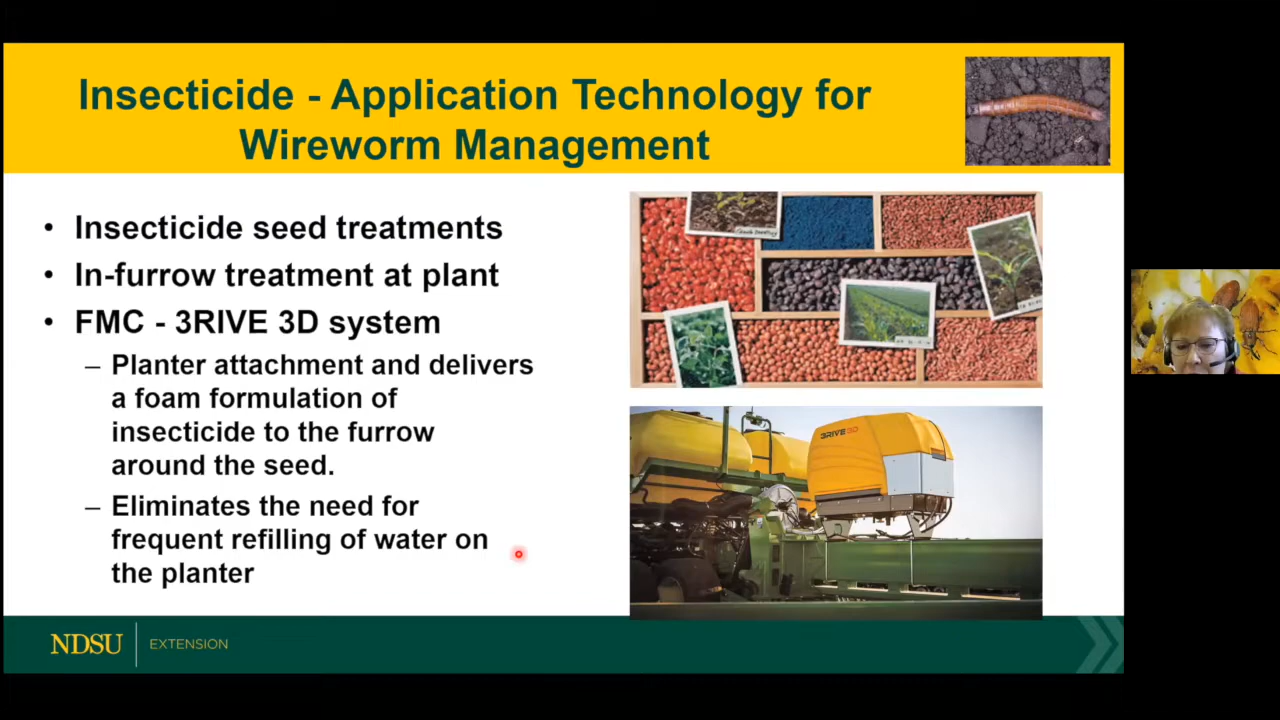 Insecticide - Application Technology for
Wireworm Management
• Insecticide seed treatments
• In-furrow treatment at plant
• FMC - 3RIVE 3D system
– Planter attachment and delivers
a foam formulation of
insecticide to the furrow
around the seed.
– Eliminates the need for
frequent refilling of water on
the planter
3RIVE 3D
NDSU
EXTENSION